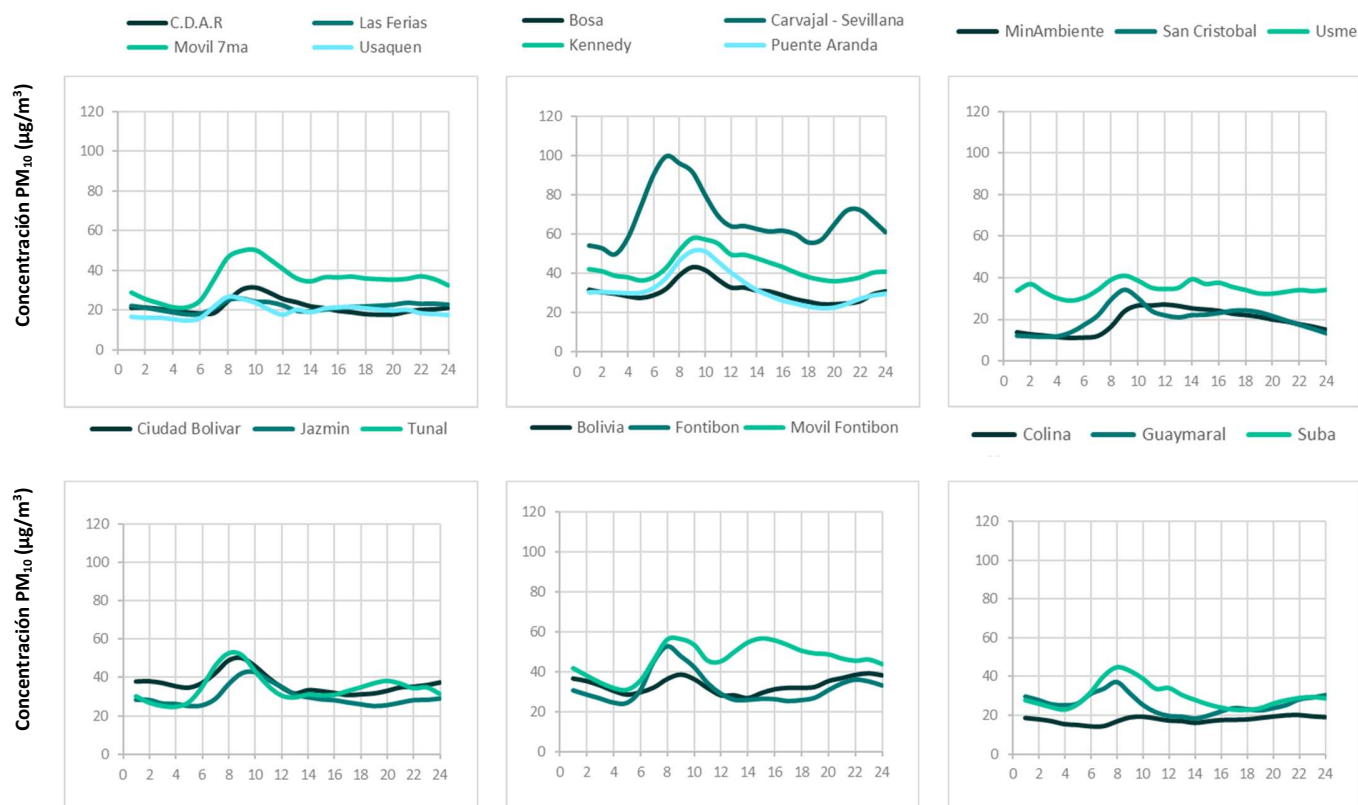 C.D.A.R Las Ferias
Movil 7ma Usaquen
Bosa Carvajal - Sevillana
Kennedy Puente Aranda
MinAmbiente San Cristobal Usme
Concentración PM₁₀ (µg/m³)
120
100
80
60
40
20
0
0 2 4 6 8 10 12 14 16 18 20 22 24
120
100
80
60
40
20
0
0 2 4 6 8 10 12 14 16 18 20 22 24
120
100
80
60
40
20
0
0 2 4 6 8 10 12 14 16 18 20 22 24
Ciudad Bolivar Jazmin Tunal
Bolivia Fontibon Movil Fontibon
Colina Guaymaral Suba
Concentración PM₁₀ (µg/m³)
120
100
80
60
40
20
0
0 2 4 6 8 10 12 14 16 18 20 22 24
120
100
80
60
40
20
0
0 2 4 6 8 10 12 14 16 18 20 22 24
120
100
80
60
40
20
0
0 2 4 6 8 10 12 14 16 18 20 22 24